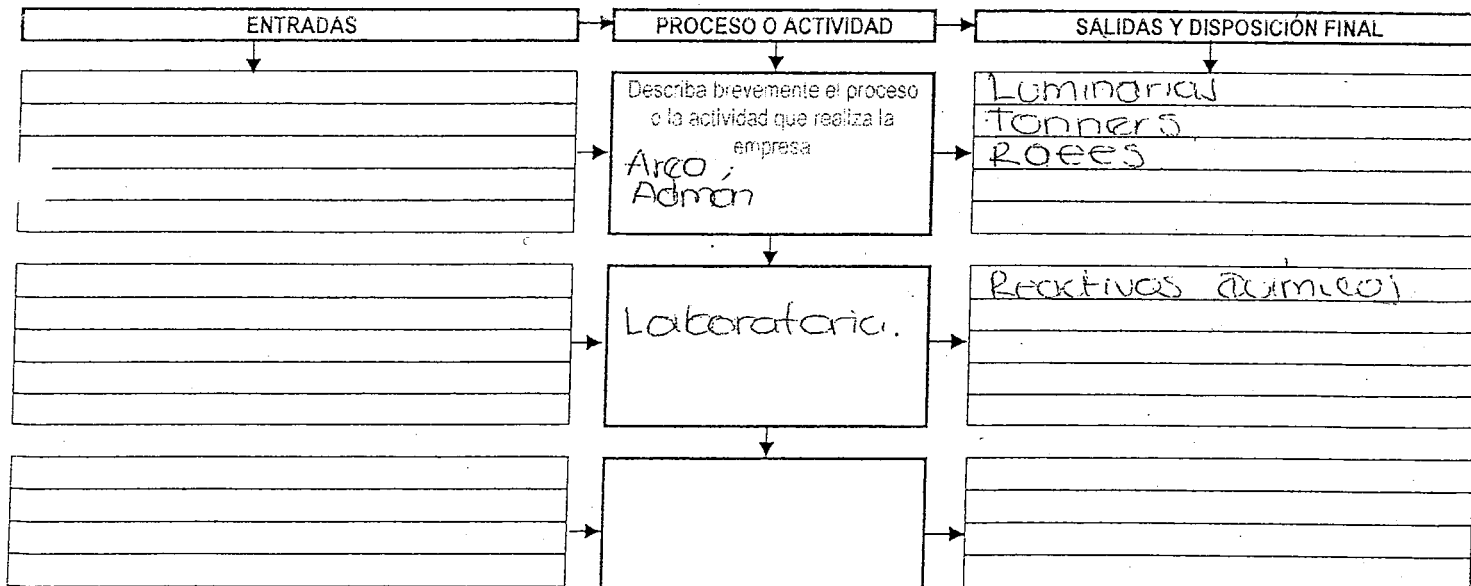 ENTRADAS
PROCESO O ACTIVIDAD
SALIDAS Y DISPOSICIÓN FINAL
Describa brevemente el proceso
o la actividad que realiza la
empresa
Area
Admón
Luminarias
Tonners
Raees
Laboratorio.
Reactivos Químicos